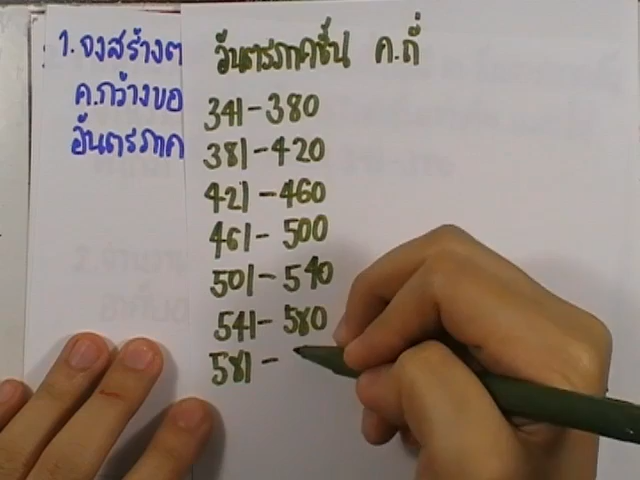 1. จงสร้างต
ค.กว้างขอ
อันตรภาค
อันตรภาคชั้น ค.ถี่
341-380
381-420
421-460
461-500
501-540
541-580
581-